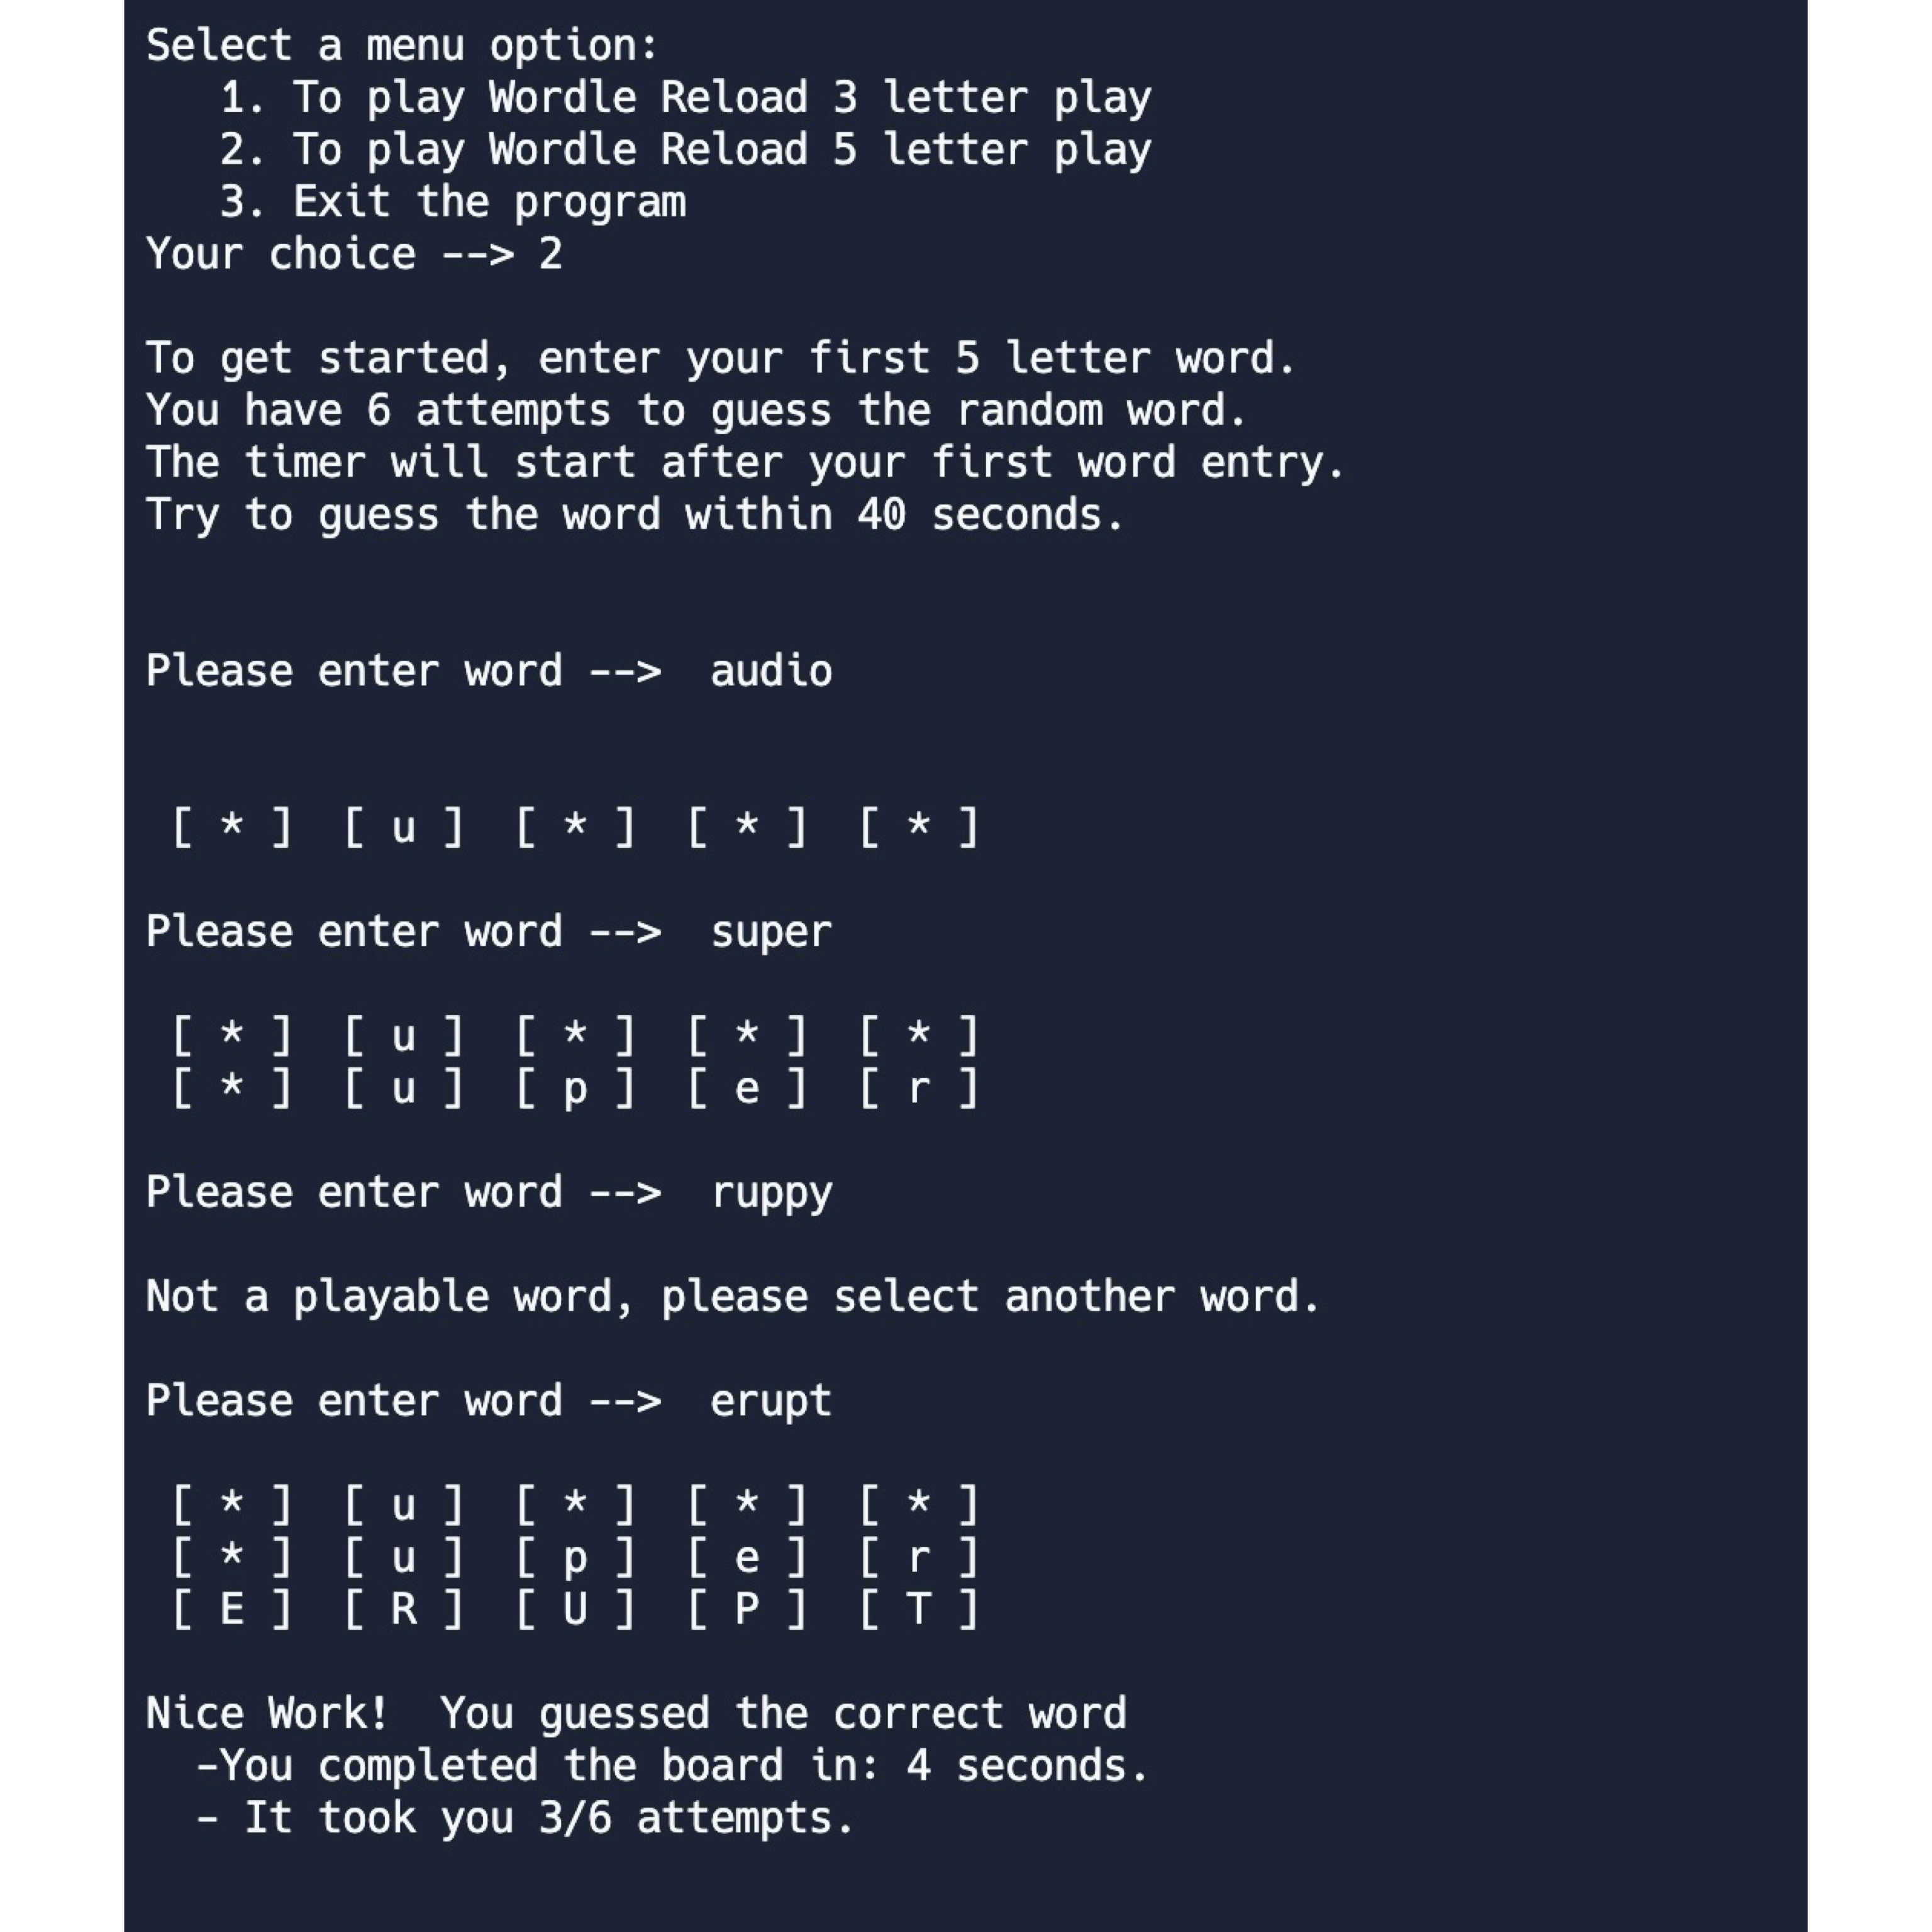 Select a menu option:
   1. To play Wordle Reload 3 letter play
   2. To play Wordle Reload 5 letter play
   3. Exit the program
Your choice --> 2
To get started, enter your first 5 letter word.
You have 6 attempts to guess the random word.
The timer will start after your first word entry.
Try to guess the word within 40 seconds.
Please enter word -->  audio
[ * ]  [ u ]  [ * ]  [ * ]  [ * ]
Please enter word -->  super
[ * ]  [ u ]  [ * ]  [ * ]  [ * ]
[ * ]  [ u ]  [ p ]  [ e ]  [ r ]
Please enter word -->  ruppy
Not a playable word, please select another word.
Please enter word -->  erupt
[ * ]  [ u ]  [ * ]  [ * ]  [ * ]
[ * ]  [ u ]  [ p ]  [ e ]  [ r ]
[ E ]  [ R ]  [ U ]  [ P ]  [ T ]
Nice Work!  You guessed the correct word
  -You completed the board in: 4 seconds.
  - It took you 3/6 attempts.